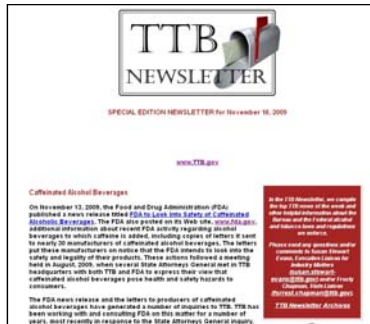 TTB
NEWSLETTER
SPECIAL EDITION NEWSLETTER for November 18, 2009
www.TTB.gov
Caffeinated Alcohol Beverages
On November 13, 2009, the Food and Drug Administration (FDA)
published a news release titled FDA to Look Into Safety of Caffeinated
Alcoholic Beverages. The FDA also posted on its Web site, www.fda.gov,
additional information about recent FDA activity regarding alcohol
beverages to which caffeine is added, including copies of letters it sent
to nearly 30 manufacturers of caffeinated alcohol beverages. The letters
put these manufacturers on notice that the FDA intends to look into the
safety and legality of their products. These actions followed a meeting
held in August, 2009, when several State Attorneys General met in TTB
headquarters with both TTB and FDA to express their view that
caffeinated alcohol beverages pose health and safety hazards to
consumers.
The FDA news release and the letters to producers of caffeinated
alcohol beverages have generated a number of inquiries to TTB. TTB has
been working with and consulting FDA on this matter for a number of
years, most recently in response to the State Attorneys General inquiry.
In the TTB Newsletter, we compile
the top TTB news of the week and
other helpful information about the
Bureau and the Federal alcohol
and tobacco laws and regulations
we enforce.
Please send any questions and/or
comments to Susan Stewart
Evans, Executive Liaison for
Industry Matters
(susan.stewart-
evans@ttb.gov) and/or Frosty
Chapman, State Liaison
(forrest.chapman@ttb.gov).
TTB Newsletter Archives